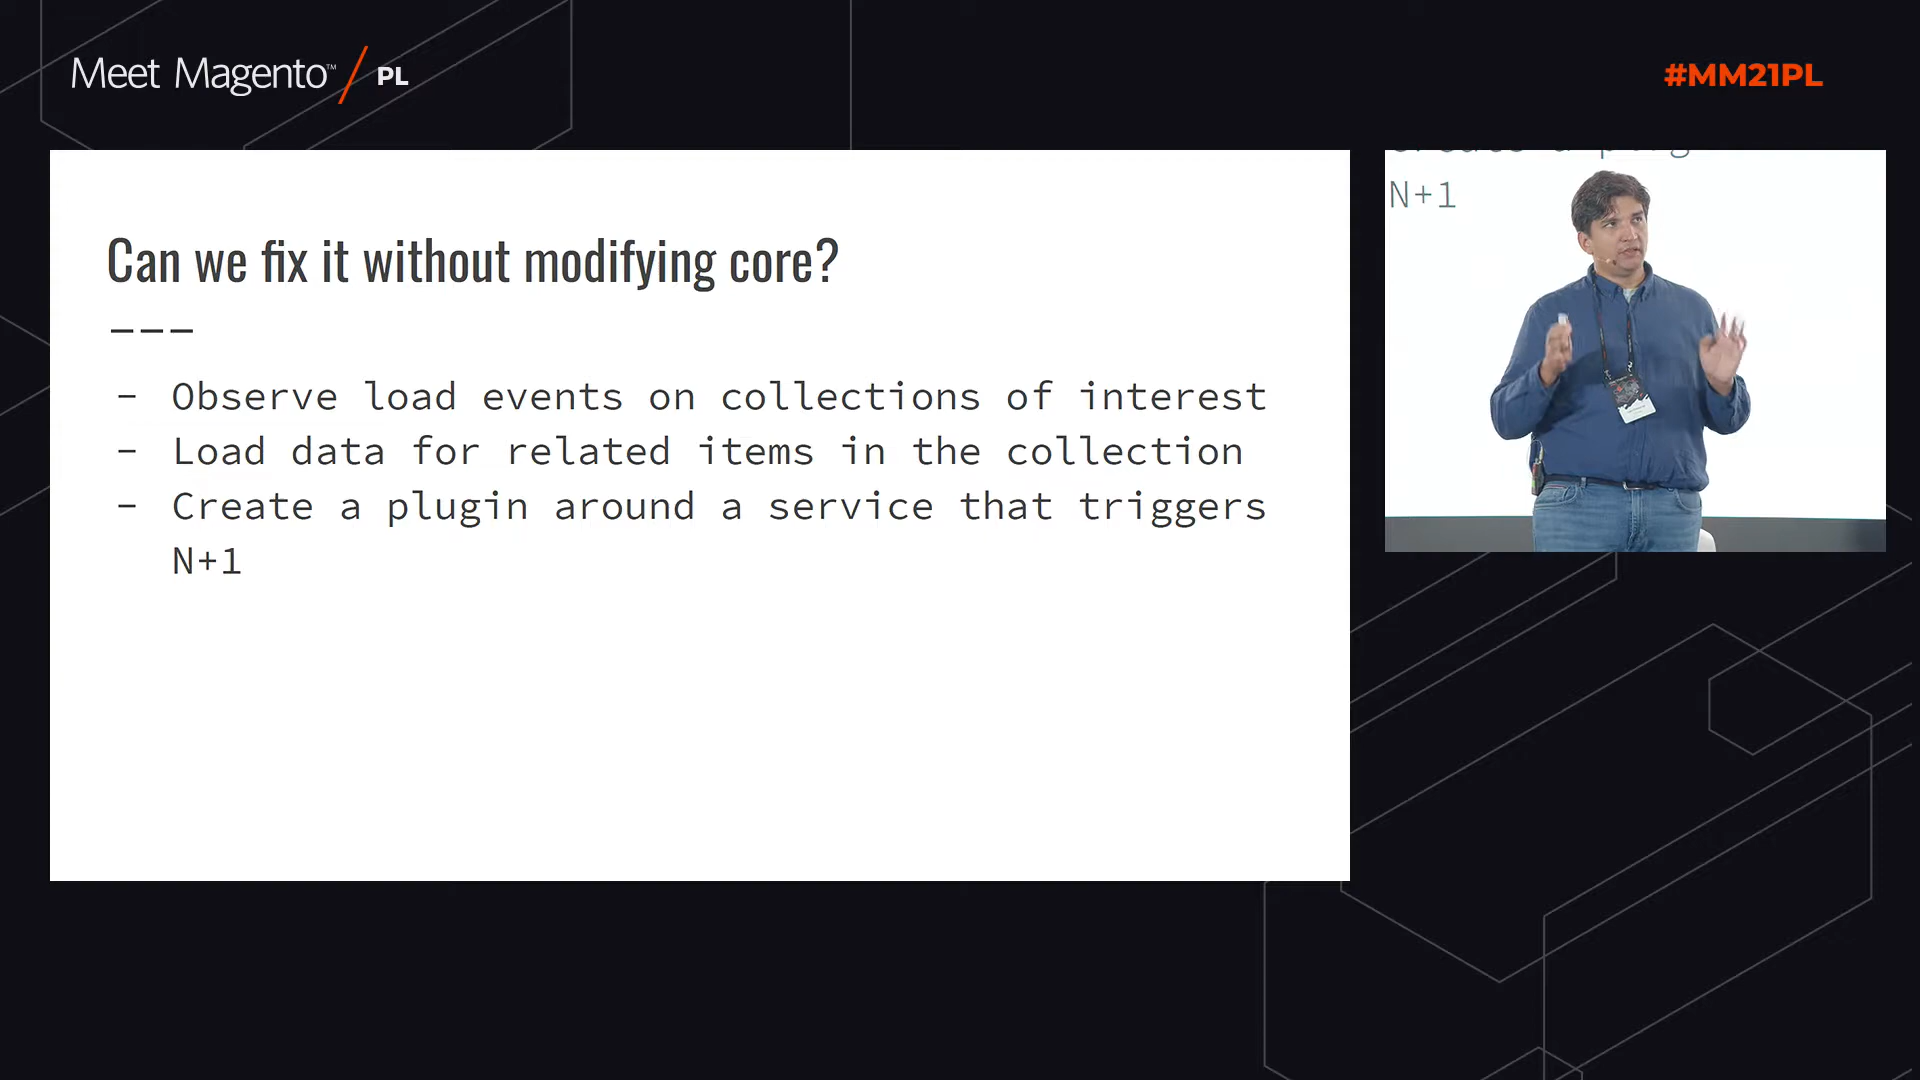 Meet Magento™ / PL
#MM21PL
Can we fix it without modifying core?
- Observe load events on collections of interest
- Load data for related items in the collection
- Create a plugin around a service that triggers
N+1
N+1